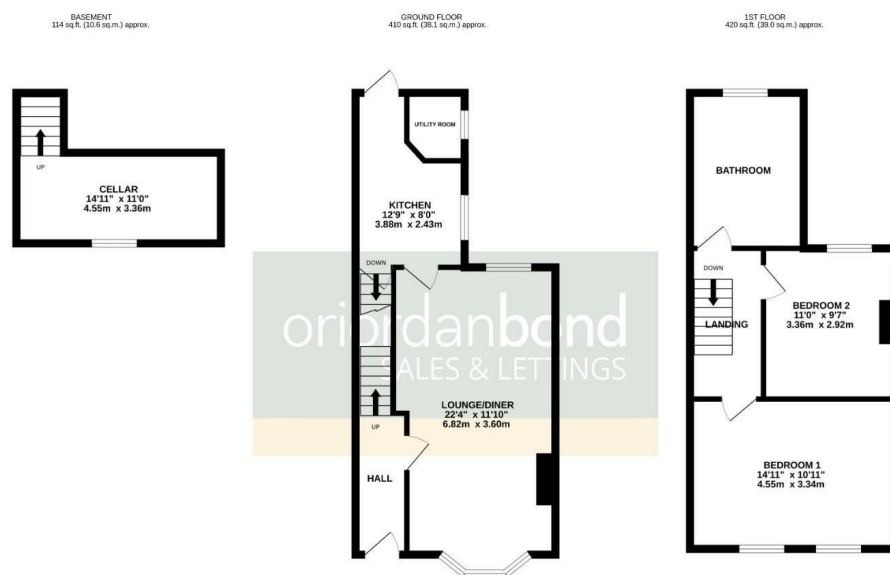 BASEMENT
114 sq.ft. (10.6 sq.m.) approx.
UP
CELLAR
14'11" x 11'0"
4.55m x 3.36m
GROUND FLOOR
410 sq.ft. (38.1 sq.m.) approx.
UTILITY ROOM
KITCHEN
12'9" x 8'0"
3.88m x 2.43m
DOWN
oriordanbond
SALES & LETTINGS
LOUNGE/DINER
22'4" x 11'10"
6.82m x 3.60m
UP
HALL
1ST FLOOR
420 sq.ft. (39.0 sq.m.) approx.
BATHROOM
DOWN
LANDING
BEDROOM 2
11'0" x 9'7"
3.36m x 2.92m
BEDROOM 1
14'11" x 10'11"
4.55m x 3.34m